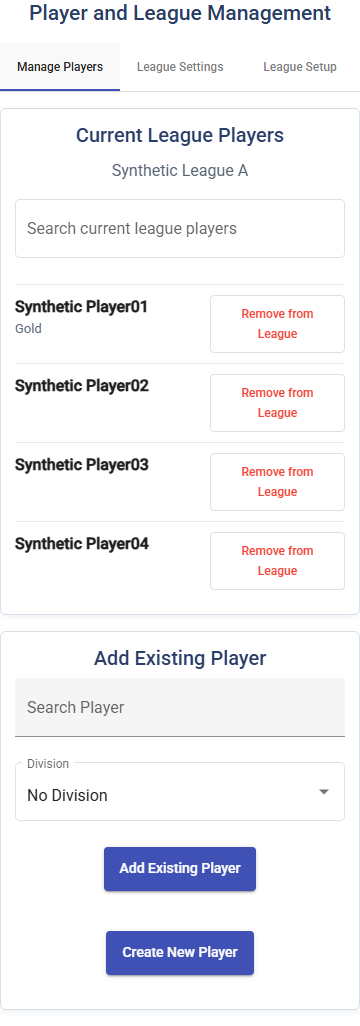 Player and League Management
Manage Players
League Settings
League Setup
Current League Players
Synthetic League A
Search current league players
Synthetic Player01
Gold
Remove from
League
Synthetic Player02
Remove from
League
Synthetic Player03
Remove from
League
Synthetic Player04
Remove from
League
Add Existing Player
Search Player
Division
No Division
Add Existing Player
Create New Player